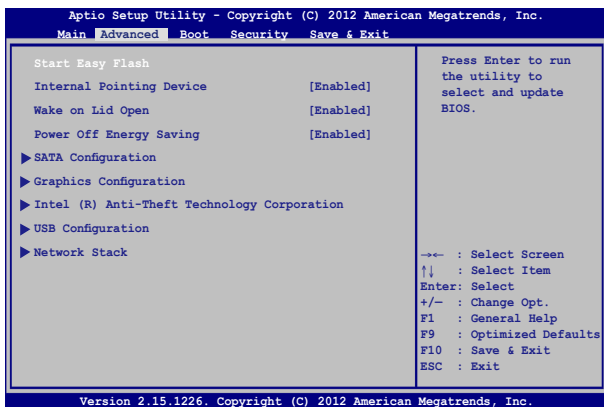 Aptio Setup Utility - Copyright (C) 2012 American Megatrends, Inc.
Main Advanced Boot Security Save & Exit
Start Easy Flash
Internal Pointing Device [Enabled]
Wake on Lid Open [Enabled]
Power Off Energy Saving [Enabled]
SATA Configuration
Graphics Configuration
Intel (R) Anti-Theft Technology Corporation
USB Configuration
Network Stack
Press Enter to run
the utility to
select and update
BIOS.
→← : Select Screen
↑↓ : Select Item
Enter: Select
+/— : Change Opt.
F1 : General Help
F9 : Optimized Defaults
F10 : Save & Exit
ESC : Exit
Version 2.15.1226. Copyright (C) 2012 American Megatrends, Inc.